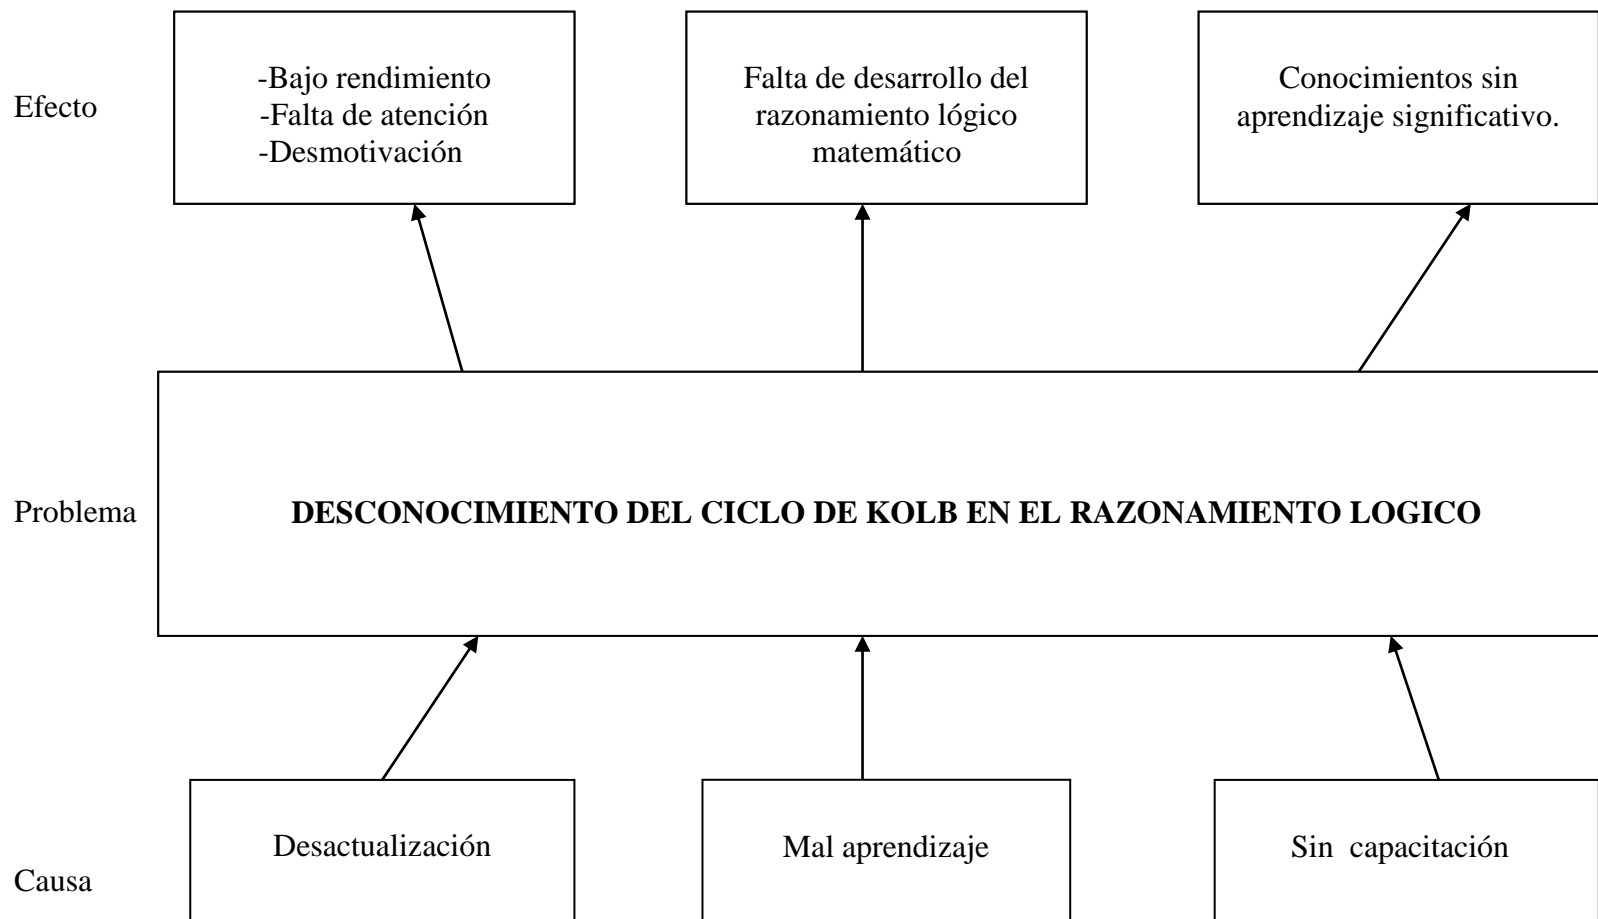 Efecto
-Bajo rendimiento
-Falta de atención
-Desmotivación
Falta de desarrollo del
razonamiento lógico
matemático
Conocimientos sin
aprendizaje significativo.
Problema
DESCONOCIMIENTO DEL CICLO DE KOLB EN EL RAZONAMIENTO LOGICO
Causa
Desactualización
Mal aprendizaje
Sin  capacitación